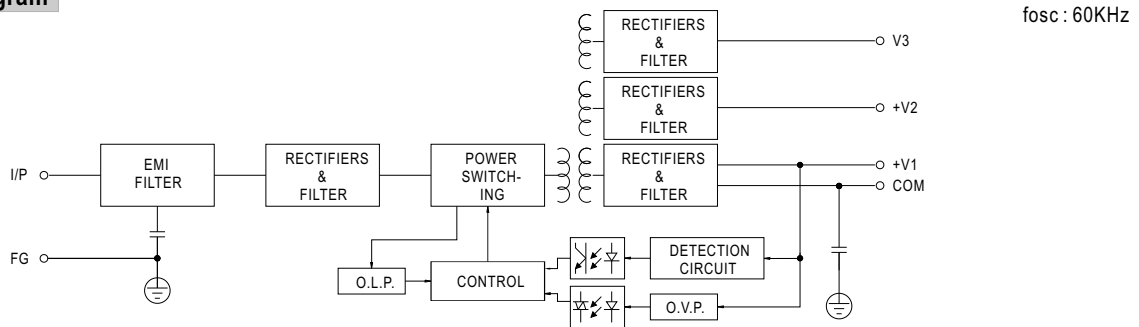 fosc : 60KHz
RECTIFIERS
&
FILTER
V3
RECTIFIERS
&
FILTER
+V2
I/P
EMI
FILTER
RECTIFIERS
&
FILTER
POWER
SWITCH-
ING
RECTIFIERS
&
FILTER
+V1
COM
FG
O.L.P.
CONTROL
DETECTION
CIRCUIT
O.V.P.